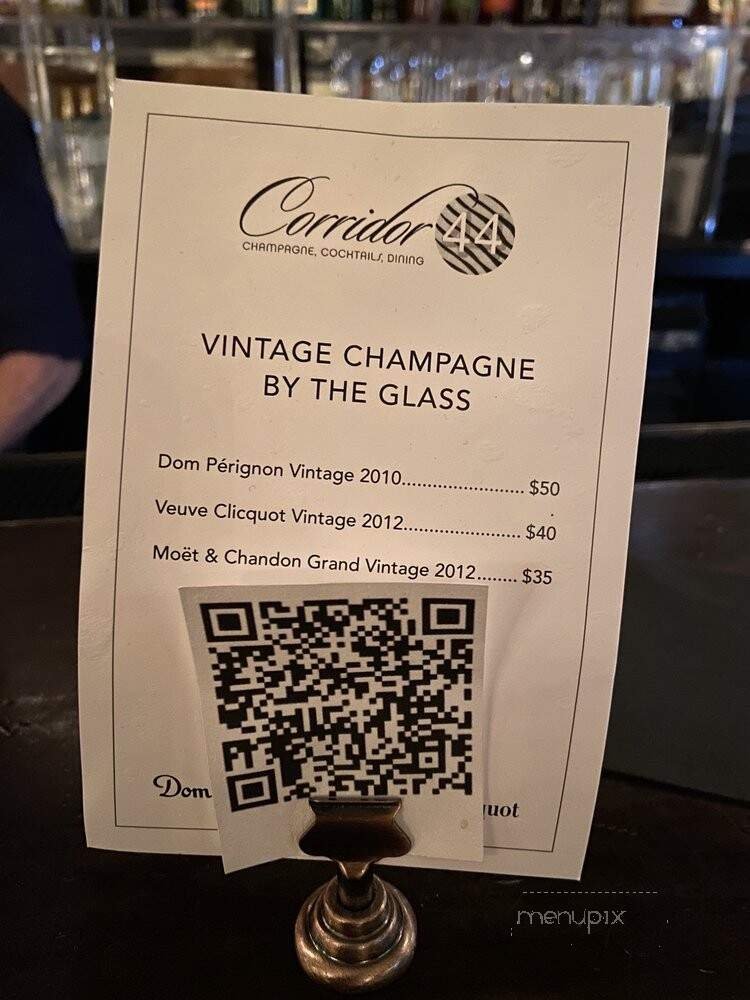 Corridor 44
CHAMPAGNE, COCKTAILS, DINING
VINTAGE CHAMPAGNE
BY THE GLASS
Dom Pérignon Vintage 2010........................ $50
Veuve Clicquot Vintage 2012....................... $40
Moët & Chandon Grand Vintage 2012........ $35
Dom quot
menupix